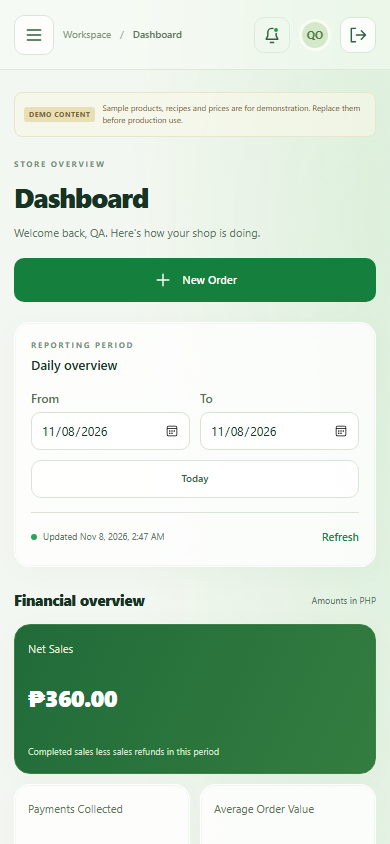 Workspace / Dashboard
QO
DEMO CONTENT
Sample products, recipes and prices are for demonstration. Replace them
before production use.
STORE OVERVIEW
Dashboard
Welcome back, QA. Here's how your shop is doing.
New Order
REPORTING PERIOD
Daily overview
From
To
11/08/2026
11/08/2026
Today
Updated Nov 8, 2026, 2:47 AM
Refresh
Financial overview
Amounts in PHP
Net Sales
₱360.00
Completed sales less sales refunds in this period
Payments Collected
Average Order Value